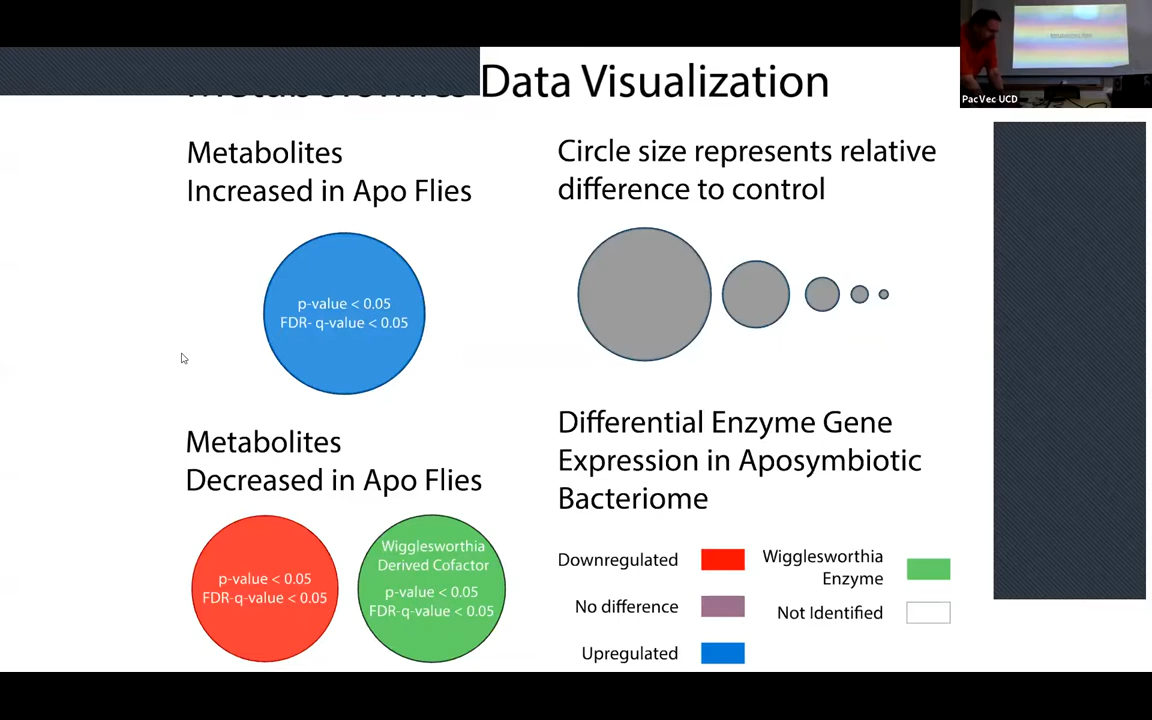 Data Visualization
PacVec UCD
Metabolites
Increased in Apo Flies
p-value < 0.05
FDR- q-value < 0.05
Circle size represents relative
difference to control
Metabolites
Decreased in Apo Flies
p-value < 0.05
FDR-q-value < 0.05
Wigglesworthia
Derived Cofactor
p-value < 0.05
FDR-q-value < 0.05
Differential Enzyme Gene
Expression in Aposymbiotic
Bacteriome
Downregulated
No difference
Upregulated
Wigglesworthia
Enzyme
Not Identified